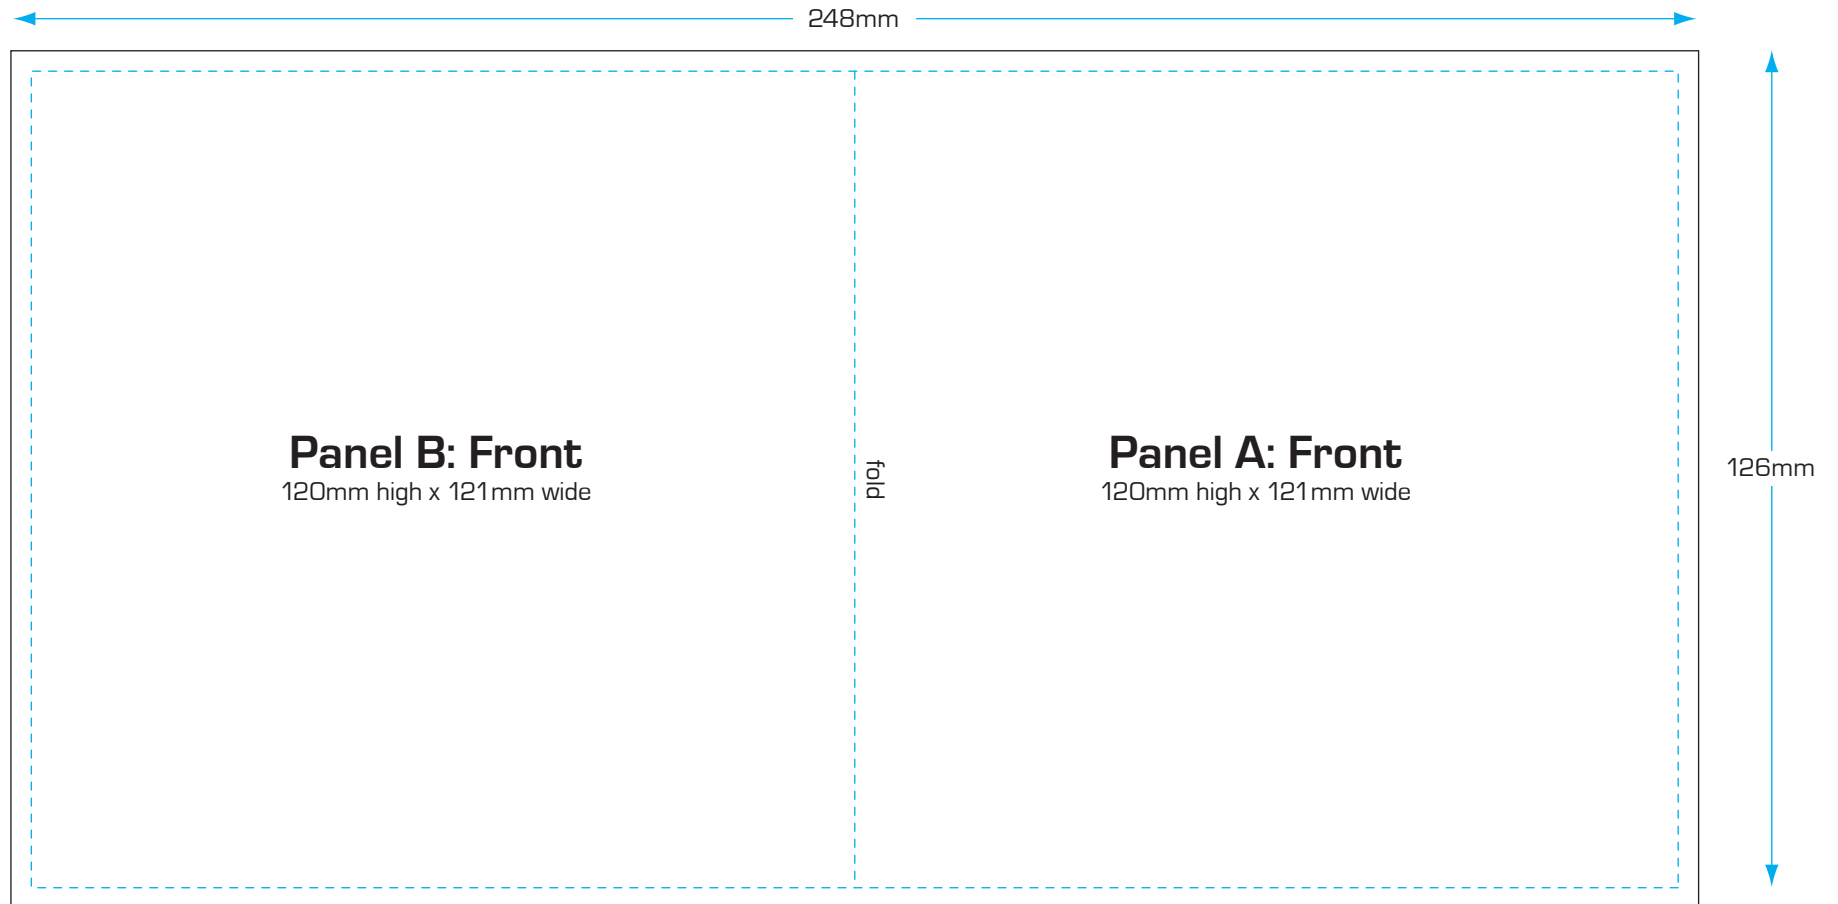 248mm
Panel B: Front
120mm high x 121mm wide
fold
Panel A: Front
120mm high x 121mm wide
126mm